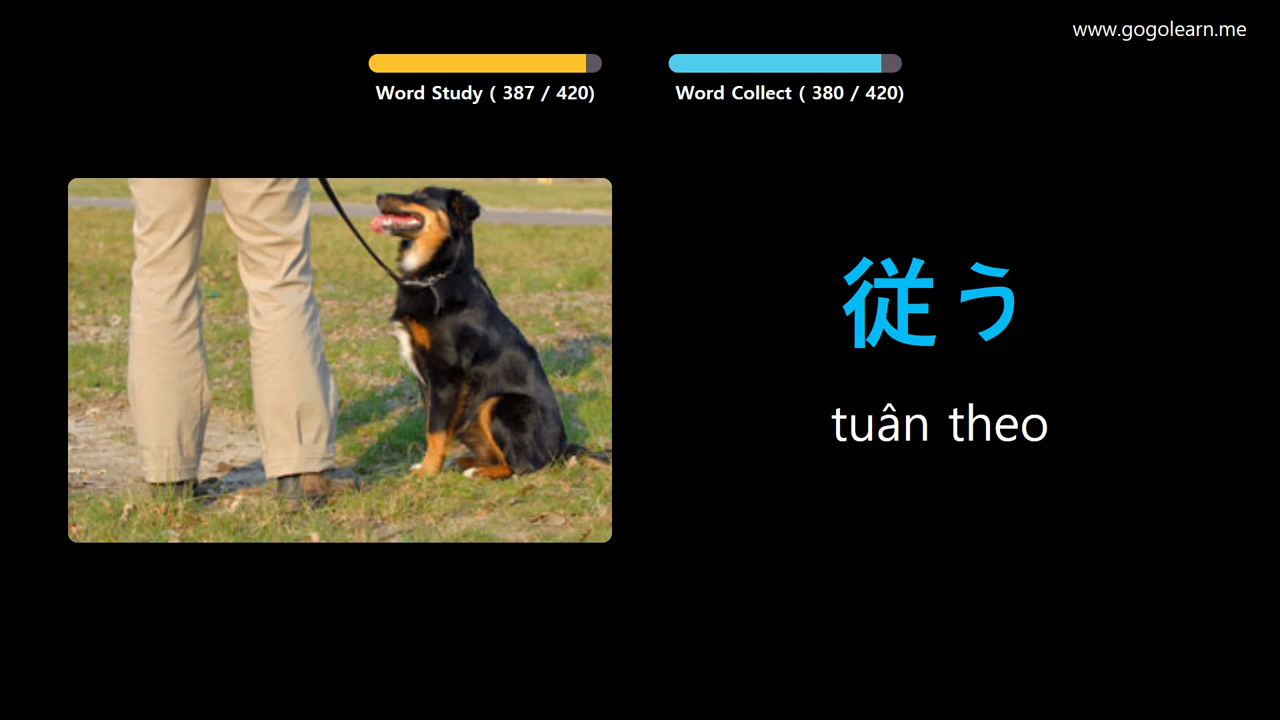 www.gogolearn.me
Word Study ( 387 / 420)
Word Collect ( 380 / 420)
従う
tuân theo